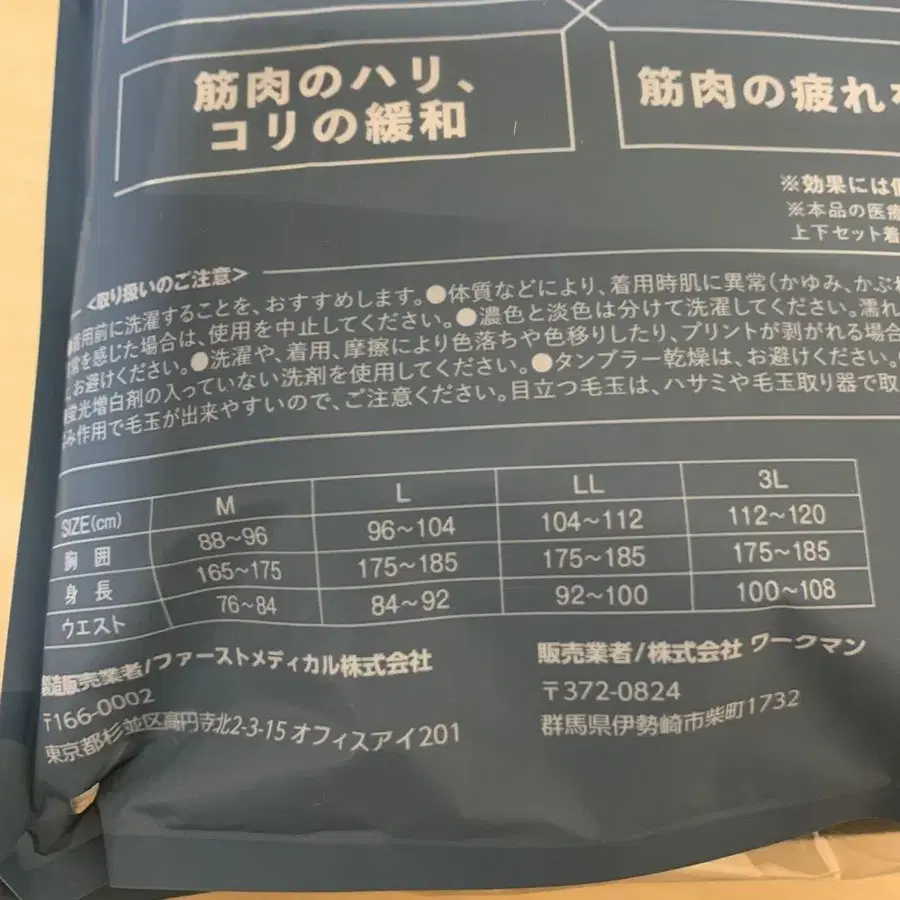 筋肉のハリ、
コリの緩和
筋肉の疲れ
※効果には
※本品の医療
上下セット着
<取り扱いのご注意>
用前に洗濯することを、おすすめします。●体質などにより、着用時肌に異常(かゆみ、かぶれ
を感じた場合は、使用を中止してください。●濃色と淡色は分けて洗濯してください。濡れ
、お避けください。●洗濯や、着用、摩擦により色落ちや色移りしたり、プリントが剥がれる場合
蛍光増白剤の入っていない洗剤を使用してください。●タンブラー乾燥は、お避けください。
み作用で毛玉が出来やすいので、ご注意ください。目立つ毛玉は、ハサミや毛玉取り器で取
SIZE(cm) M L LL 3L
胸囲 88~96 96~104 104~112 112~120
身長 165~175 175~185 175~185 175~185
ウエスト 76~84 84~92 92~100 100~108
製造販売業者/ファーストメディカル株式会社
〒166-0002
東京都杉並区高円寺北2-3-15 オフィスアイ201
販売業者/株式会社 ワークマン
〒372-0824
群馬県伊勢崎市柴町1732